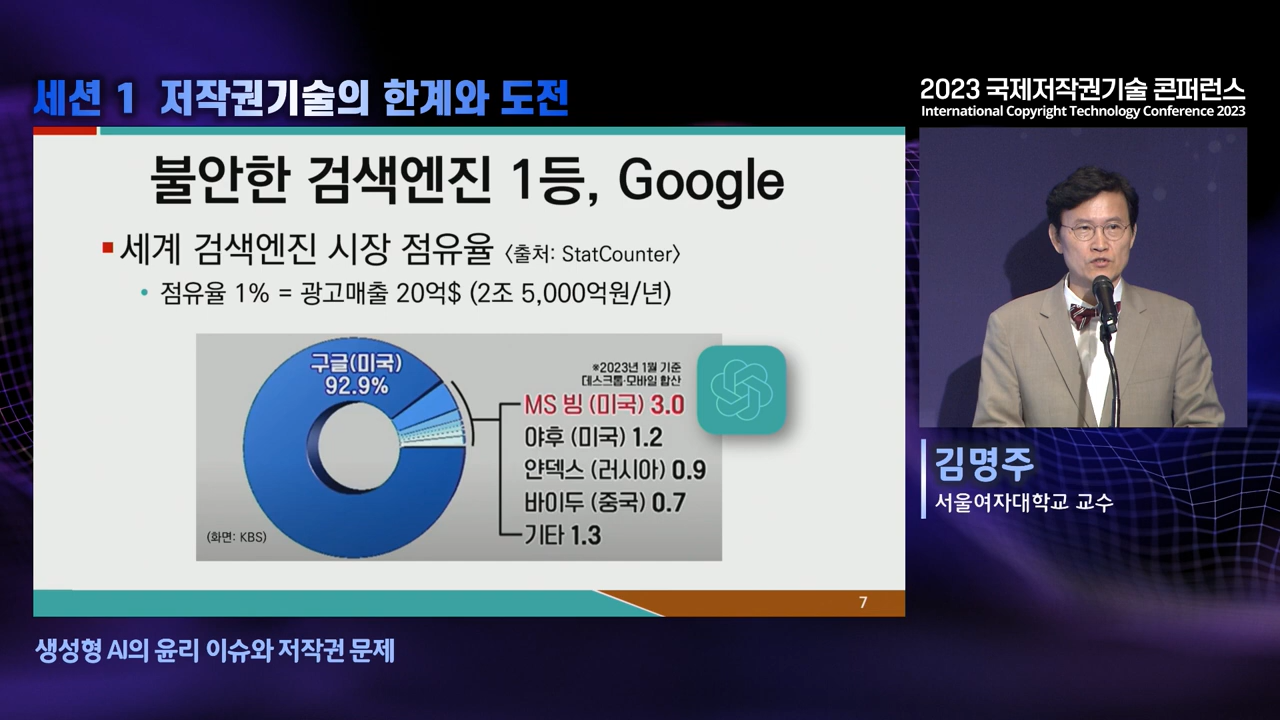 세션 1 저작권기술의 한계와 도전
2023 국제저작권기술 콘퍼런스
International Copyright Technology Conference 2023
불안한 검색엔진 1등, Google
세계 검색엔진 시장 점유율 <출처: StatCounter>
점유율 1% = 광고매출 20억$ (2조 5,000억원/년)
구글(미국)
92.9%
※2023년 1월 기준
데스크톱·모바일 합산
MS 빙 (미국) 3.0
야후 (미국) 1.2
얀덱스 (러시아) 0.9
바이두 (중국) 0.7
기타 1.3
(화면: KBS)
7
김명주
서울여자대학교 교수
생성형 AI의 윤리 이슈와 저작권 문제